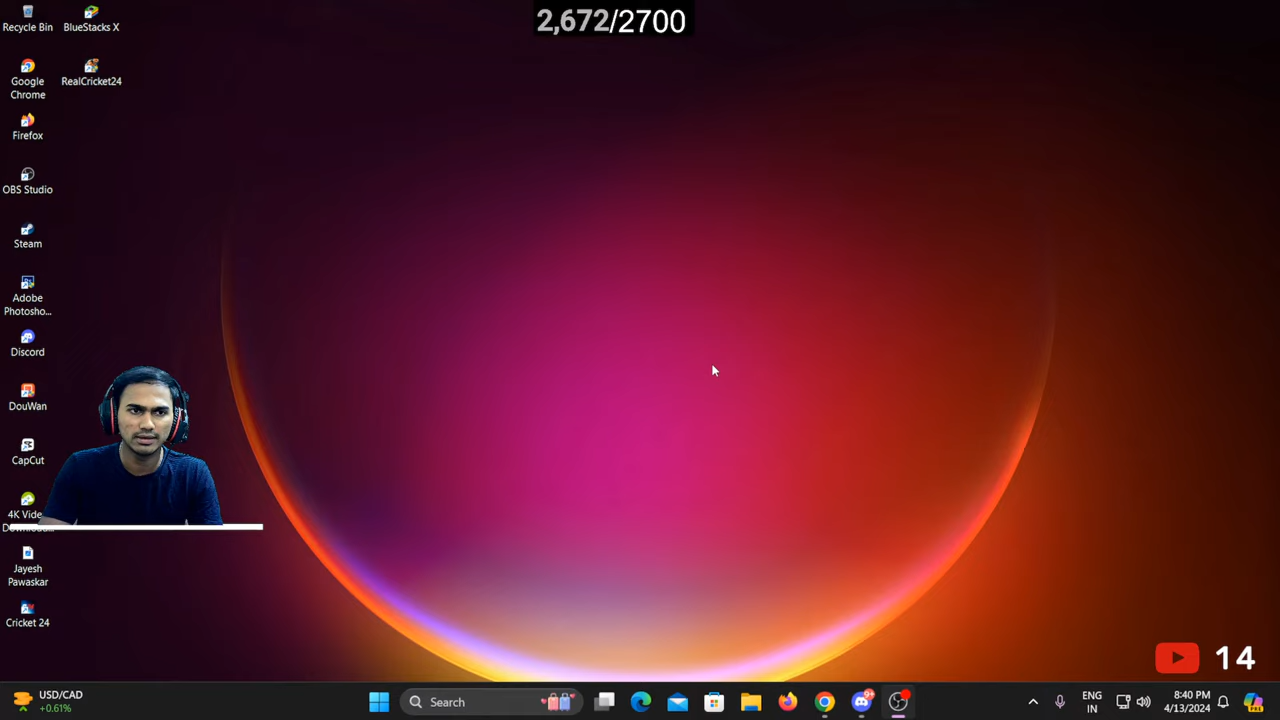 2,672/2700
Recycle Bin
BlueStacks X
Google
Chrome
RealCricket24
Firefox
OBS Studio
Steam
Adobe
Photosho...
Discord
DouWan
CapCut
4K Vide
Jayesh
Pawaskar
Cricket 24
14
USD/CAD
+0.61%
Search
9+
ENG
IN
8:40 PM
4/13/2024
PRE